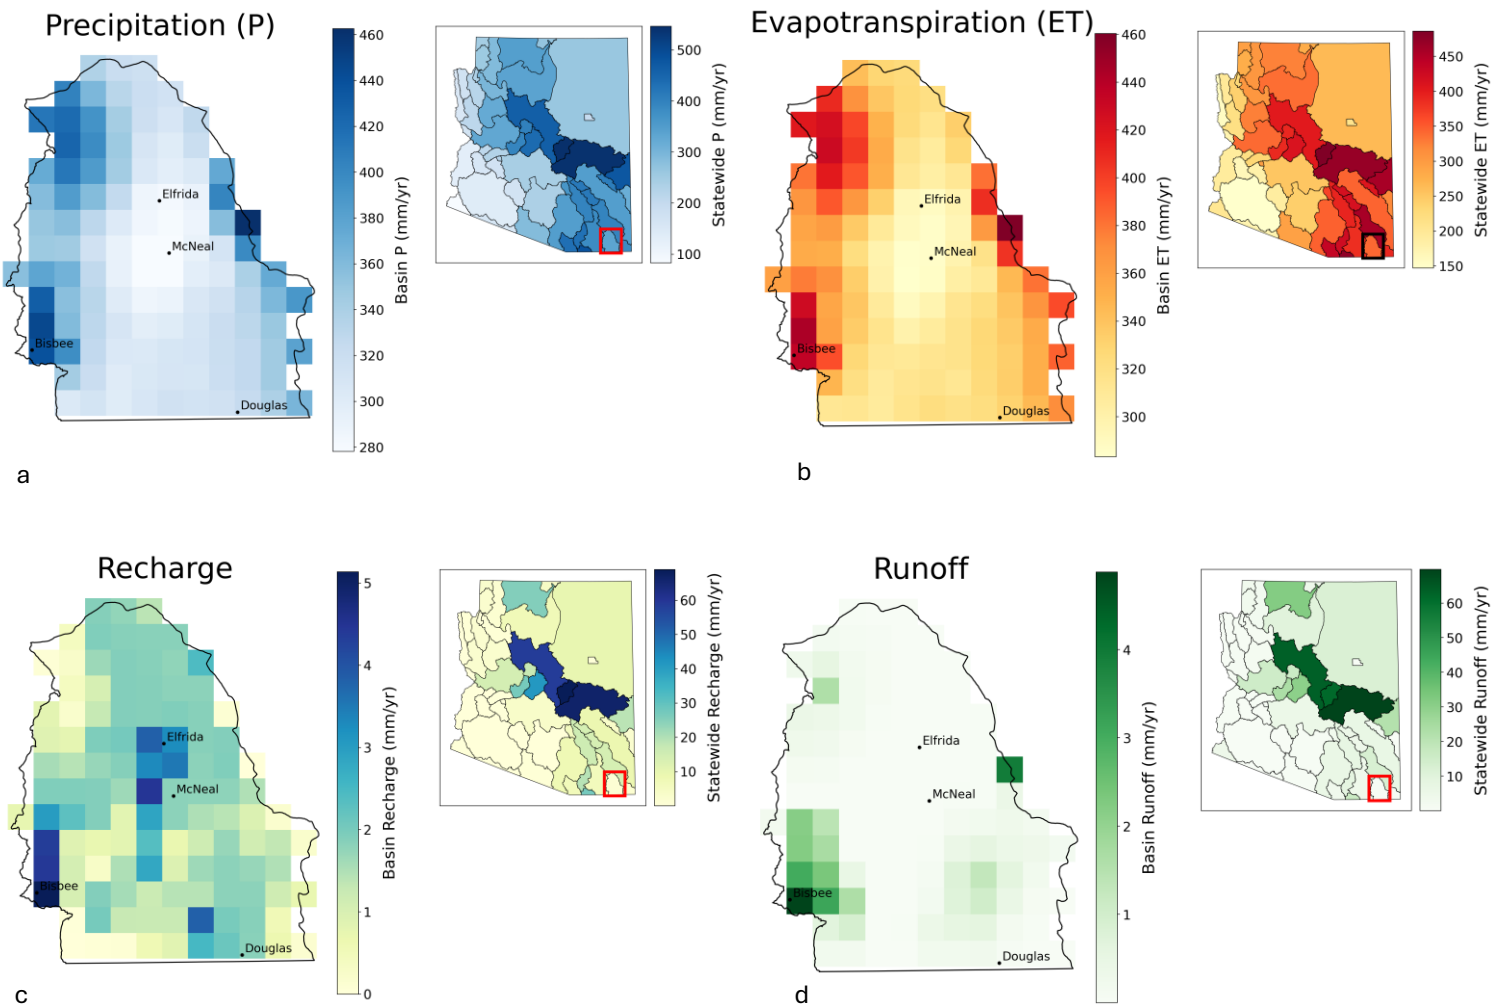 Precipitation (P)
Elfrida
McNeal
Bisbee
Douglas
460
440
420
400
380
360
340
320
300
280
Basin P (mm/yr)
500
400
300
200
100
Statewide P (mm/yr)
a
Evapotranspiration (ET)
Elfrida
McNeal
Bisbee
Douglas
460
440
420
400
380
360
340
320
300
Basin ET (mm/yr)
450
400
350
300
250
200
150
Statewide ET (mm/yr)
b
Recharge
Elfrida
McNeal
Bisbee
Douglas
5
4
3
2
1
0
Basin Recharge (mm/yr)
60
50
40
30
20
10
Statewide Recharge (mm/yr)
c
Runoff
Elfrida
McNeal
Bisbee
Douglas
4
3
2
1
Basin Runoff (mm/yr)
60
50
40
30
20
10
Statewide Runoff (mm/yr)
d